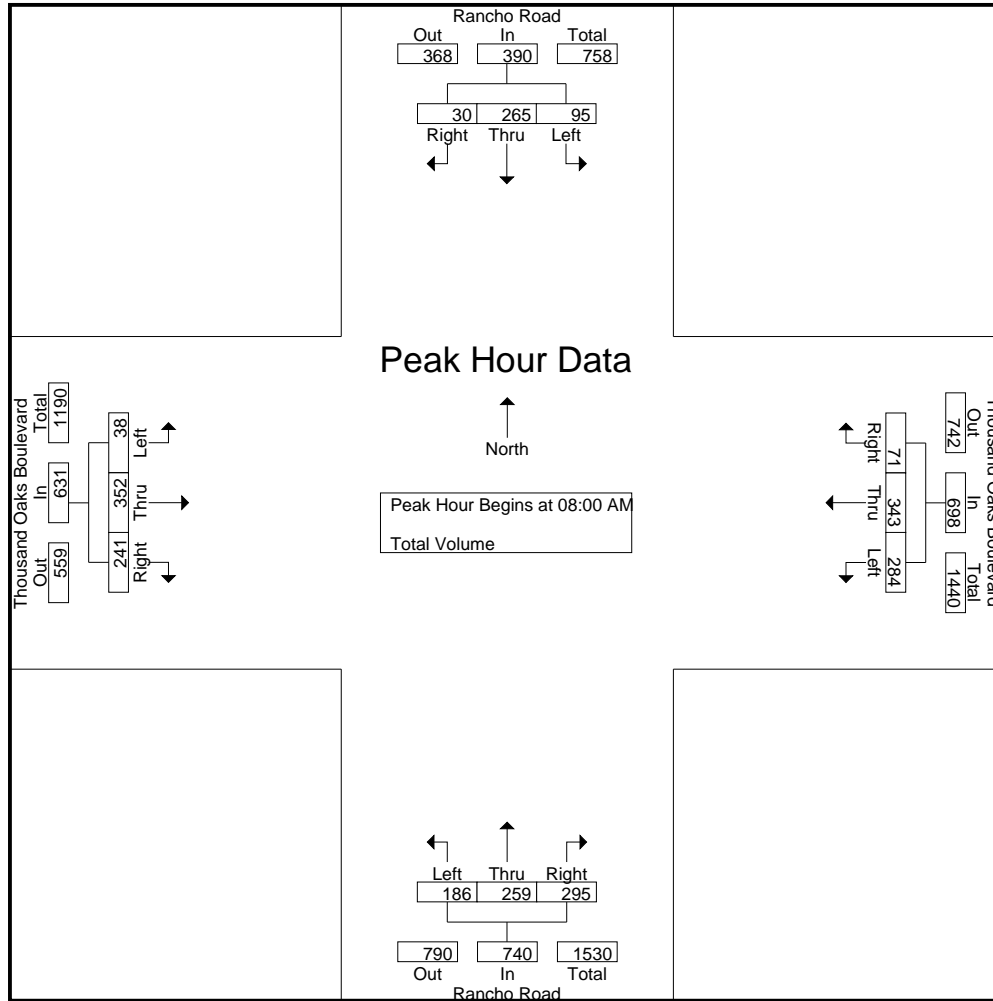 Rancho Road
Out In Total
368 390 758
30 265 95
Right Thru Left
Peak Hour Data
North
Peak Hour Begins at 08:00 AM
Total Volume
Thousand Oaks Boulevard
Total In Out
1190 631 559
38 352 241
Left Thru Right
Thousand Oaks Boulevard
Out In Total
742 698 1440
71 343 284
Right Thru Left
Left Thru Right
186 259 295
790 740 1530
Out In Total
Rancho Road